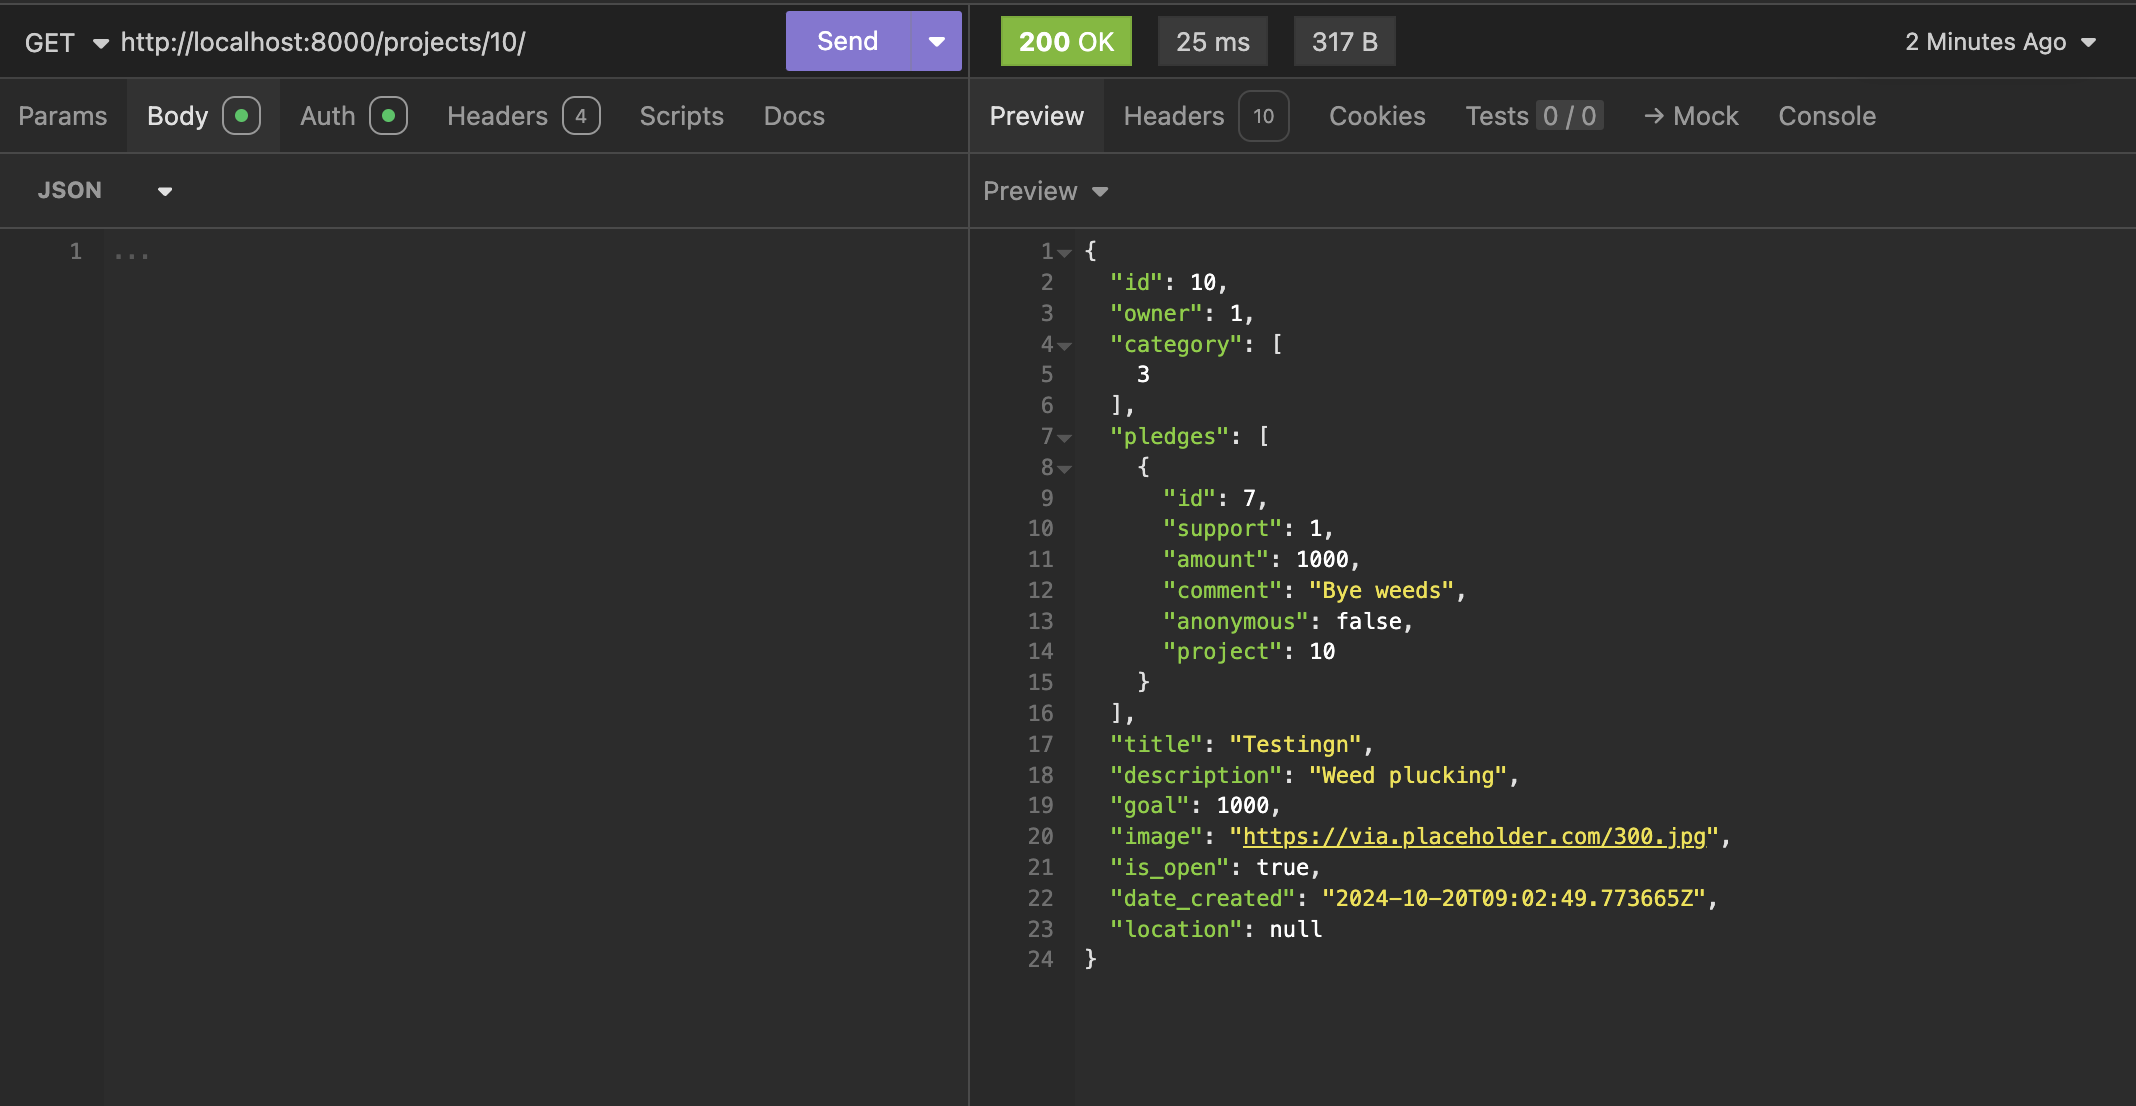 GET http://localhost:8000/projects/10/ Send
200 OK 25 ms 317 B 2 Minutes Ago
Params Body Auth Headers 4 Scripts Docs
Preview Headers 10 Cookies Tests 0 / 0 → Mock Console
JSON
Preview
1 ...
1 {
2 "id": 10,
3 "owner": 1,
4 "category": [
5 3
6 ],
7 "pledges": [
8 {
9 "id": 7,
10 "support": 1,
11 "amount": 1000,
12 "comment": "Bye weeds",
13 "anonymous": false,
14 "project": 10
15 }
16 ],
17 "title": "Testingn",
18 "description": "Weed plucking",
19 "goal": 1000,
20 "image": "https://via.placeholder.com/300.jpg",
21 "is_open": true,
22 "date_created": "2024-10-20T09:02:49.773665Z",
23 "location": null
24 }